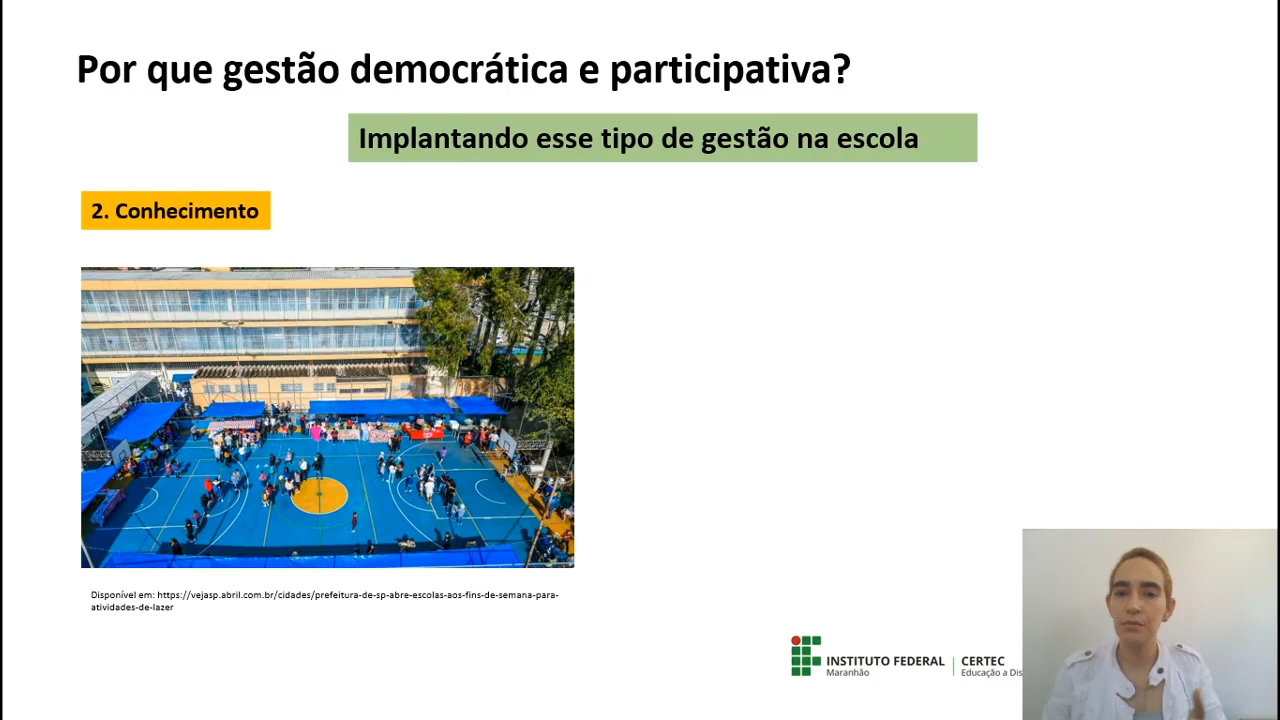 Por que gestão democrática e participativa?
Implantando esse tipo de gestão na escola
2. Conhecimento
Disponível em: https://vejasp.abril.com.br/cidades/prefeitura-de-sp-abre-escolas-aos-fins-de-semana-para-
atividades-de-lazer
INSTITUTO FEDERAL
Maranhão
CERTEC
Educação a Dis